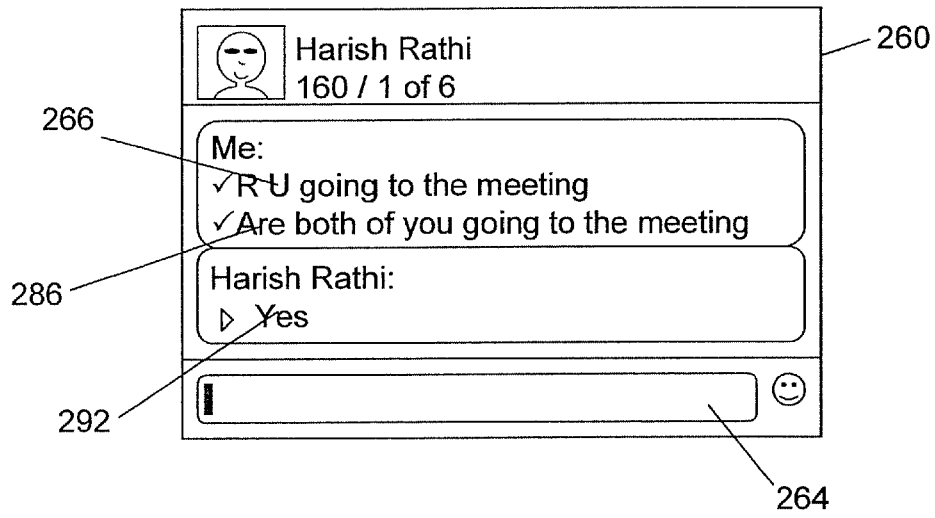 Harish Rathi
160 / 1 of 6
260
266
Me:
✓R U going to the meeting
✓Are both of you going to the meeting
286
Harish Rathi:
Yes
292
264